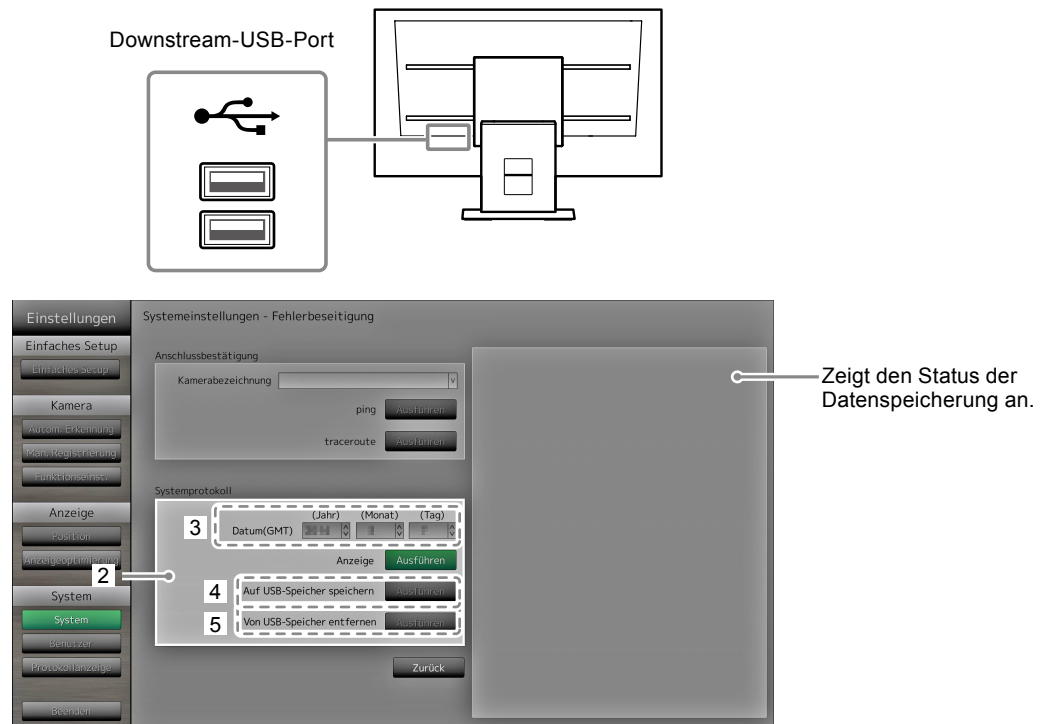 Downstream-USB-Port
Einstellungen
Systemeinstellungen - Fehlerbeseitigung
Einfaches Setup
Einfaches Setup
Kamera
Autom. Erkennung
Man. Registrierung
Funktionseinst.
Anzeige
Position
Anzeigeoptimierung
System
System
Benutzer
Protokollanzeige
Beenden
Anschlussbestätigung
Kamerabezeichnung
ping Ausführen
traceroute Ausführen
Systemprotokoll
2
3
(Jahr) (Monat) (Tag)
Datum(GMT)
Anzeige Ausführen
4
Auf USB-Speicher speichern Ausführen
5
Von USB-Speicher entfernen Ausführen
Zurück
Zeigt den Status der
Datenspeicherung an.